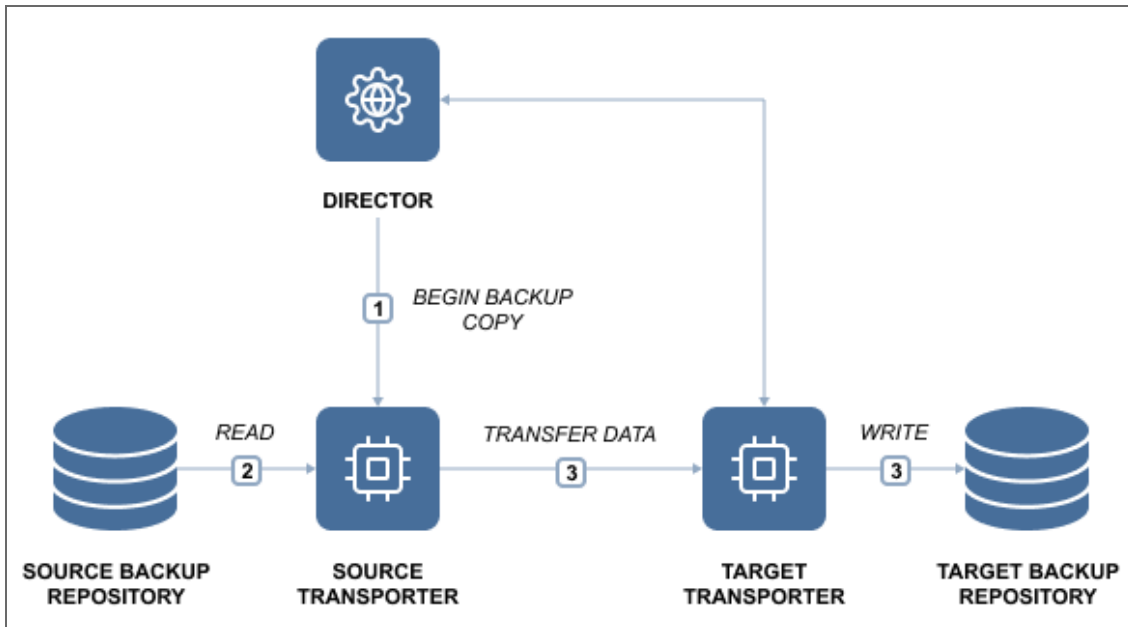 DIRECTOR
1
BEGIN BACKUP
COPY
READ
2
TRANSFER DATA
3
WRITE
3
SOURCE BACKUP
REPOSITORY
SOURCE
TRANSPORTER
TARGET
TRANSPORTER
TARGET BACKUP
REPOSITORY